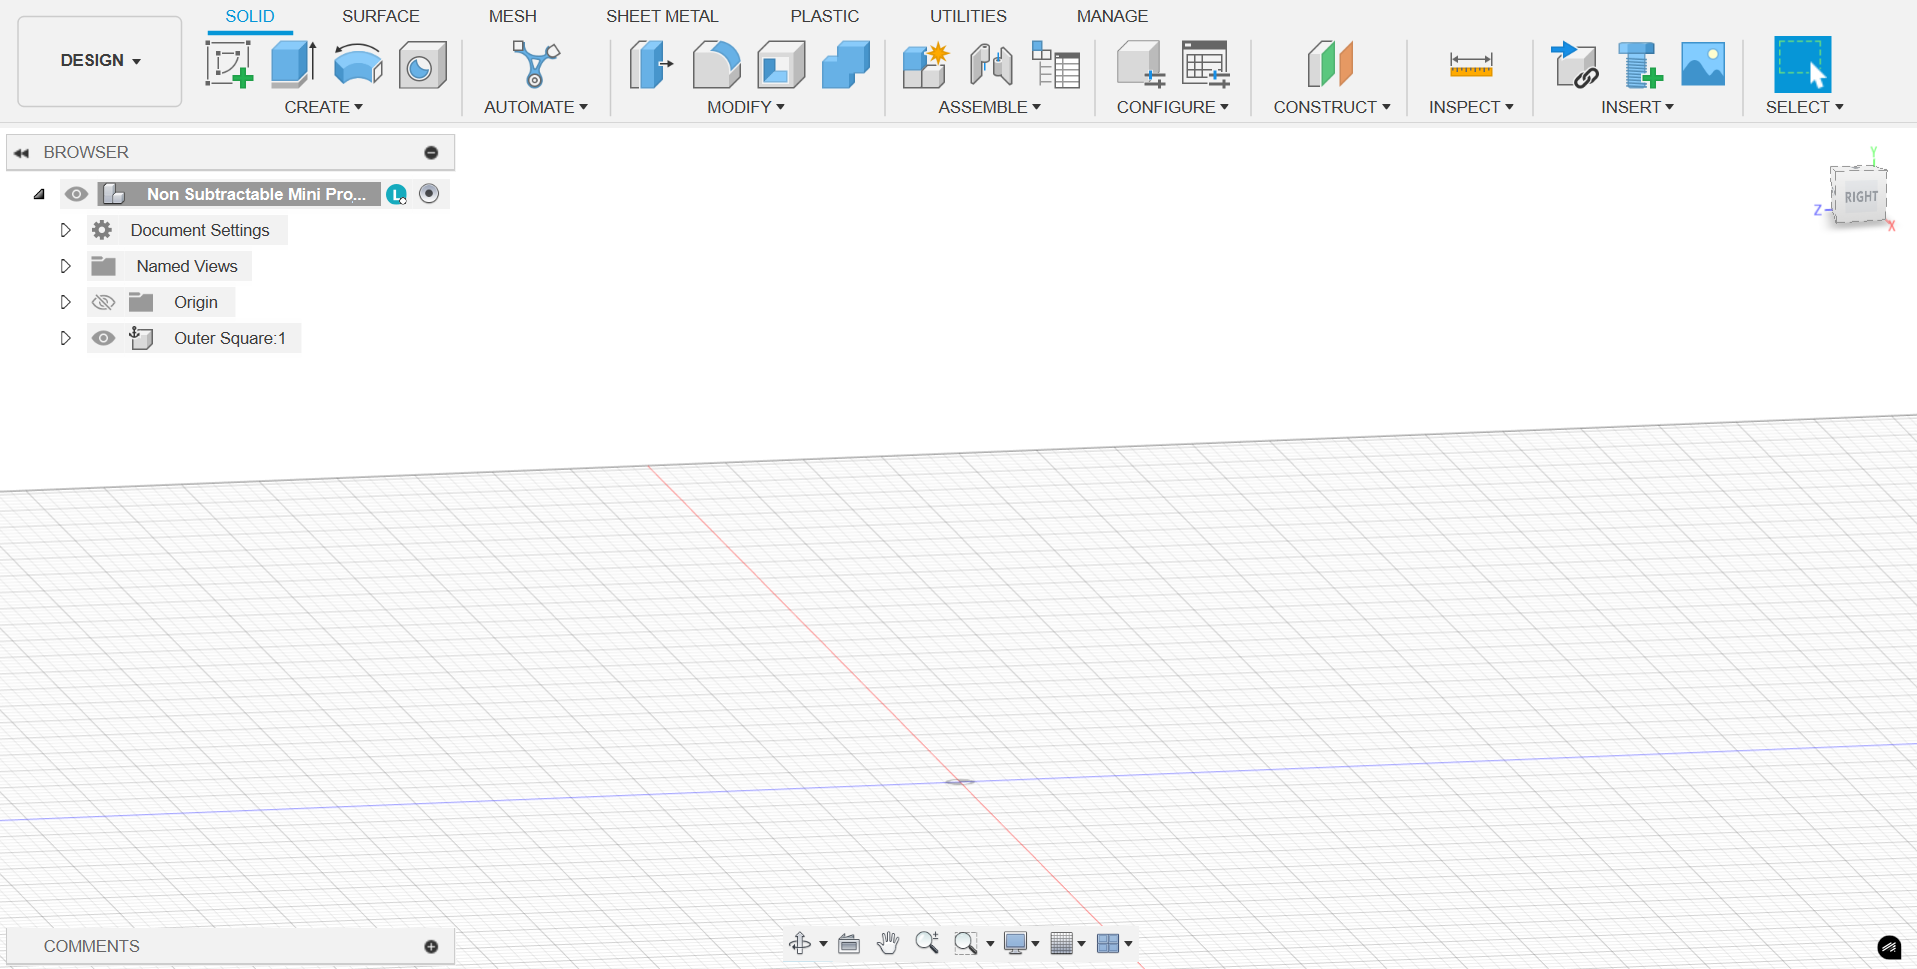 SOLID SURFACE MESH SHEET METAL PLASTIC UTILITIES MANAGE
DESIGN
CREATE AUTOMATE MODIFY ASSEMBLE CONFIGURE CONSTRUCT INSPECT INSERT SELECT
BROWSER
Non Subtractable Mini Pro... L
Document Settings
Named Views
Origin
Outer Square:1
Y
RIGHT
Z
X
COMMENTS